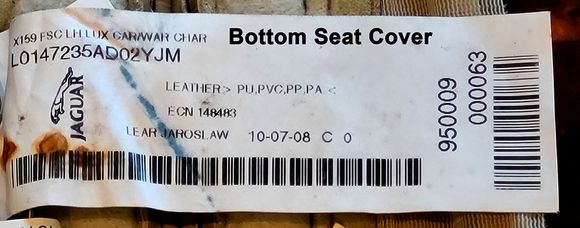 X159 FSC LH LUX CAR/WAR CHAR
Bottom Seat Cover
L0147235AD02YJM
LEATHER> PU,PVC,PP,PA <
ECN 148483
JAGUAR
LEAR JAROSLAW 10-07-08 C 0
950009
000063